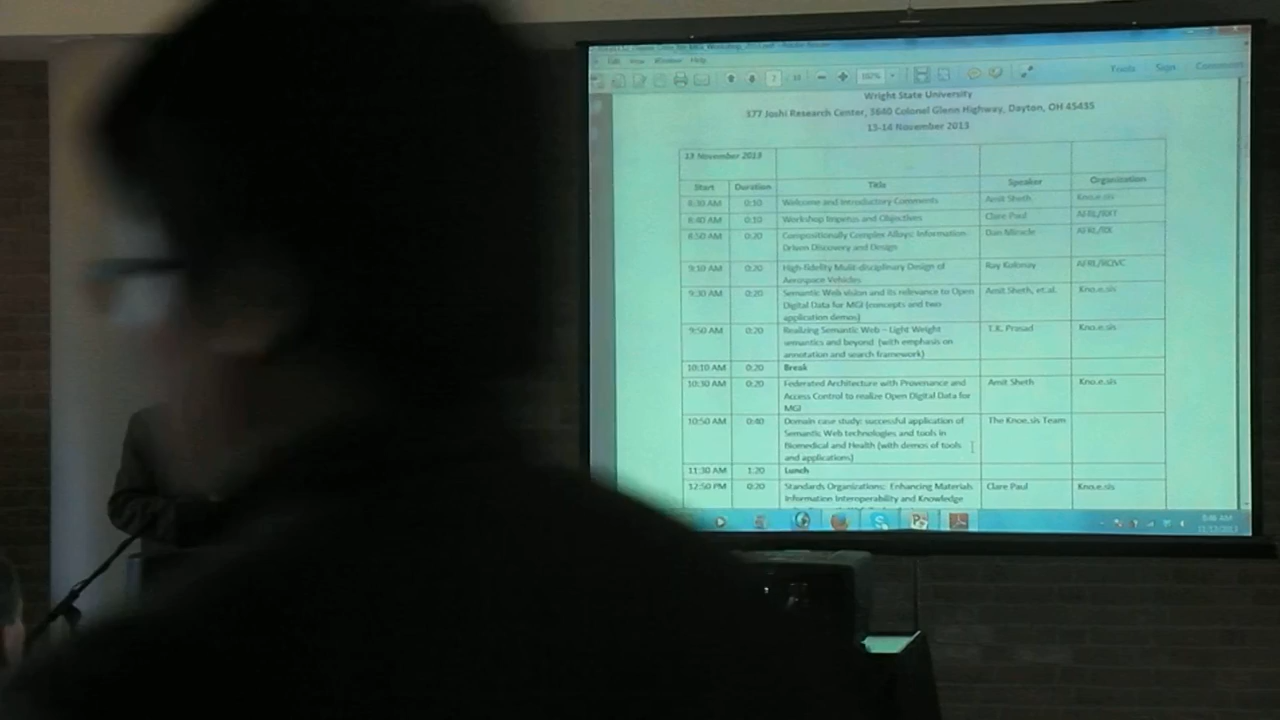 Window Help
Tools Sign Comment
Wright State University
377 Joshi Research Center, 3640 Colonel Glenn Highway, Dayton, OH 45435
13-14 November 2013
13 November 2013
Start Duration Title Speaker Organization
8:30 AM 0:10 Welcome and Introductory Comments Amit Sheth Kno.e.sis
8:40 AM 0:10 Workshop Impetus and Objectives Clare Paul
8:50 AM 0:20 Compositionally Complex Alloys: Information Dan Miracle AFRL/RX
Driven Discovery and Design
9:10 AM 0:20 High-fidelity Mulit-disciplinary Design of Ray Kolonay
Aerospace Vehicles
9:30 AM 0:20 Semantic Web vision and its relevance to Open Amit Sheth, et.al. Kno.e.sis
Digital Data for MGI (concepts and two
application demos)
9:50 AM 0:20 Realizing Semantic Web – Light Weight T.K. Prasad Kno.e.sis
semantics and beyond (with emphasis on
annotation and search framework)
10:10 AM 0:20 Break
10:30 AM 0:20 Federated Architecture with Provenance and Amit Sheth Kno.e.sis
Access Control to realize Open Digital Data for
MGI
10:50 AM 0:40 Domain case study: successful application of The Knoe.sis Team
Semantic Web technologies and tools in
Biomedical and Health (with demos of tools
and applications)
11:30 AM 1:20 Lunch
12:50 PM 0:20 Standards Organizations: Enhancing Materials Clare Paul Kno.e.sis
Information Interoperability and Knowledge